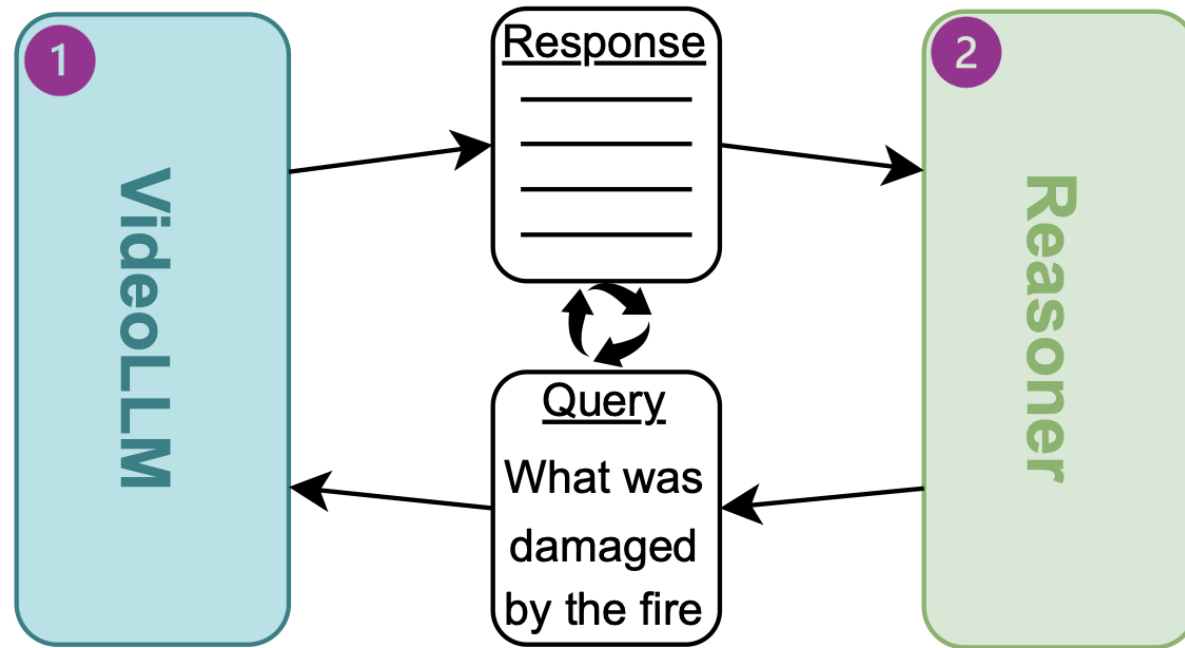 1
VideoLLM
Response
Query
What was
damaged
by the fire
2
Reasoner